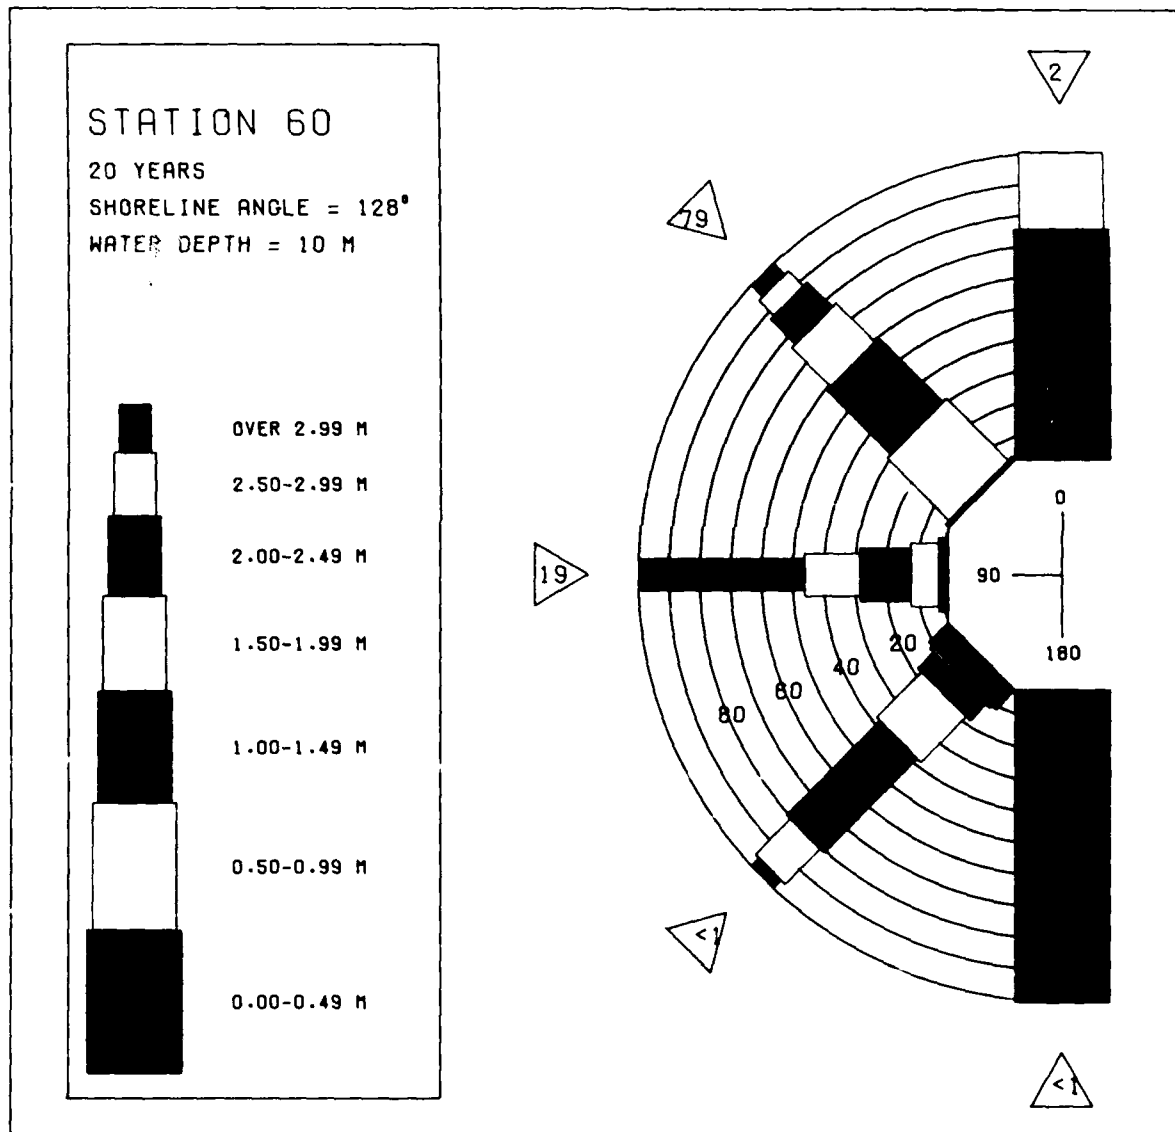 STATION 60
20 YEARS
SHORELINE ANGLE = 128°
WATER DEPTH = 10 M
OVER 2.99 M
2.50-2.99 M
2.00-2.49 M
1.50-1.99 M
1.00-1.49 M
0.50-0.99 M
0.00-0.49 M
2
79
19
<1
<1
0
90
180
20
40
60
80